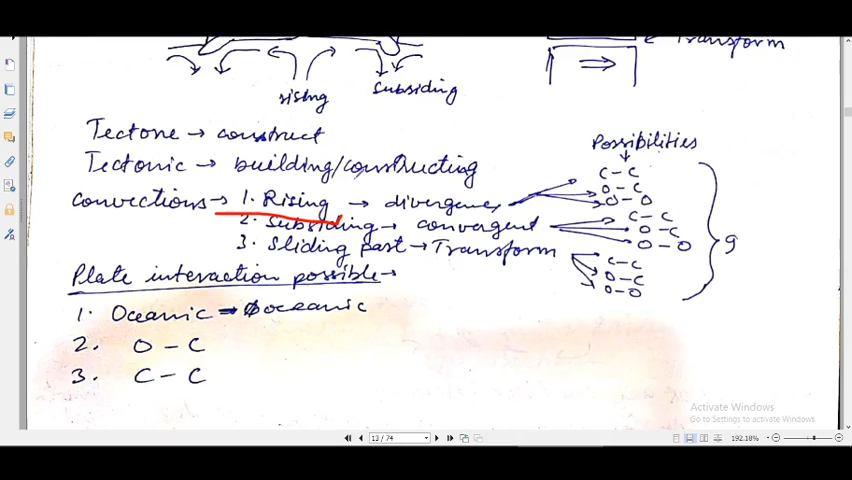 Transform
rising
Subsiding
Tectone → construct
Possibilities
Tectonic → building/constructing
C - C
O - C
O - O
convections → 1. Rising → divergence
2. Subsiding → convergent
C - C
O - C
O - O
3. Sliding past → Transform
C - C
O - C
O - O
9
Plate interaction possible →
1. Oceanic → oceanic
2. O - C
3. C - C
Activate Windows
Go to Settings to activate Windows.
13 / 74
192.18%